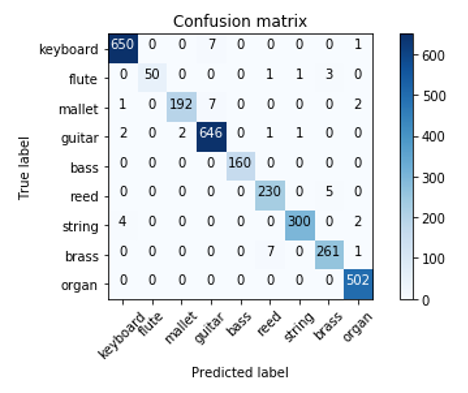 Confusion matrix
keyboard 650 0 0 7 0 0 0 0 1
flute 0 50 0 0 0 1 1 3 0
mallet 1 0 192 7 0 0 0 0 2
guitar 2 0 2 646 0 1 1 0 0
bass 0 0 0 0 160 0 0 0 0
reed 0 0 0 0 0 230 0 5 0
string 4 0 0 0 0 0 300 0 2
brass 0 0 0 0 0 7 0 261 1
organ 0 0 0 0 0 0 0 0 502
True label
keyboard flute mallet guitar bass reed string brass organ
Predicted label
600
500
400
300
200
100
0